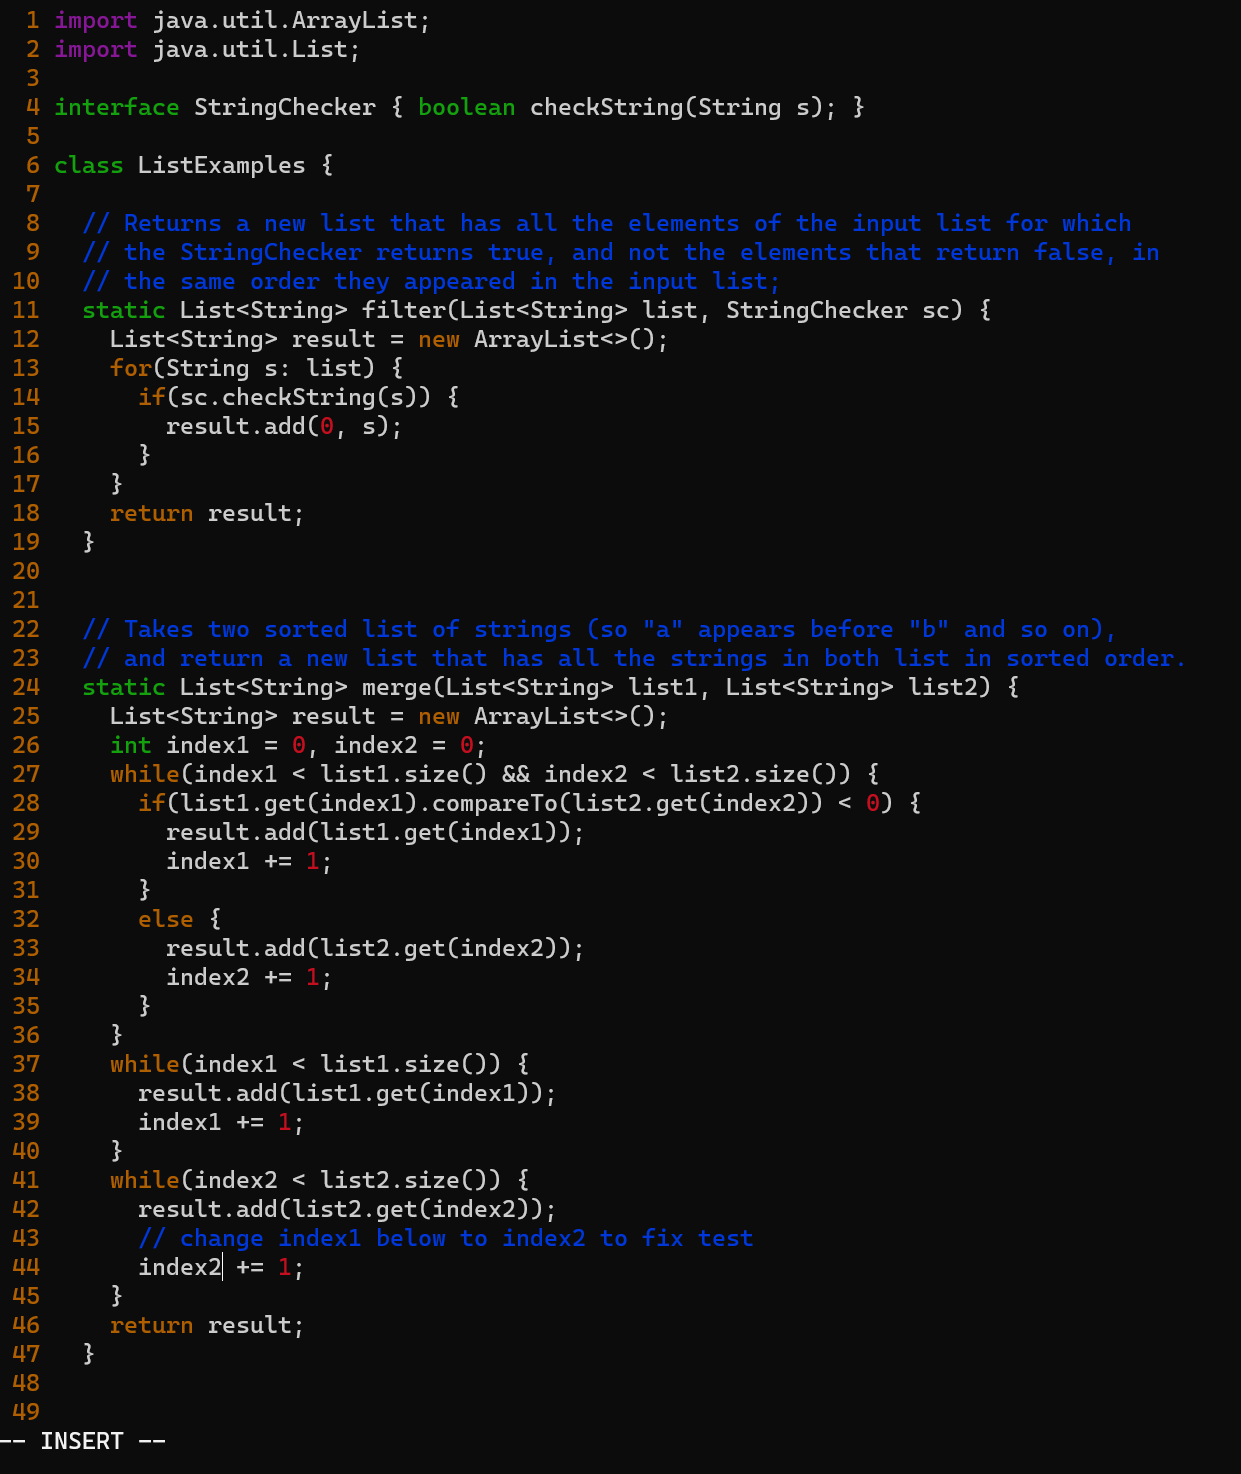 1 import java.util.ArrayList;
2 import java.util.List;
3
4 interface StringChecker { boolean checkString(String s); }
5
6 class ListExamples {
7
8   // Returns a new list that has all the elements of the input list for which
9   // the StringChecker returns true, and not the elements that return false, in
10   // the same order they appeared in the input list;
11   static List<String> filter(List<String> list, StringChecker sc) {
12     List<String> result = new ArrayList<>();
13     for(String s: list) {
14       if(sc.checkString(s)) {
15         result.add(0, s);
16       }
17     }
18     return result;
19   }
20
21
22   // Takes two sorted list of strings (so "a" appears before "b" and so on),
23   // and return a new list that has all the strings in both list in sorted order.
24   static List<String> merge(List<String> list1, List<String> list2) {
25     List<String> result = new ArrayList<>();
26     int index1 = 0, index2 = 0;
27     while(index1 < list1.size() && index2 < list2.size()) {
28       if(list1.get(index1).compareTo(list2.get(index2)) < 0) {
29         result.add(list1.get(index1));
30         index1 += 1;
31       }
32       else {
33         result.add(list2.get(index2));
34         index2 += 1;
35       }
36     }
37     while(index1 < list1.size()) {
38       result.add(list1.get(index1));
39       index1 += 1;
40     }
41     while(index2 < list2.size()) {
42       result.add(list2.get(index2));
43       // change index1 below to index2 to fix test
44       index2 += 1;
45     }
46     return result;
47   }
48
49
-- INSERT --